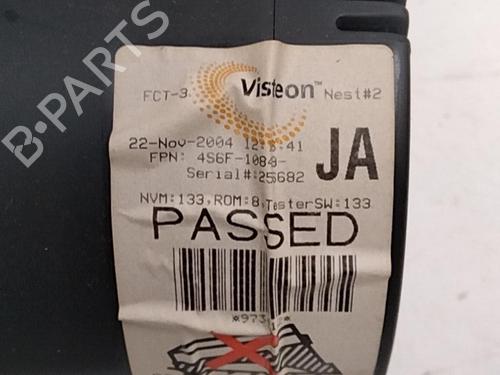 B-PARTS
FCT-3 Visteon™ Nest#2
22-Nov-2004
FPN: 4S6F-10849- JA
Serial#:
NVM:133,ROM:8,TesterSW:133
PASSED